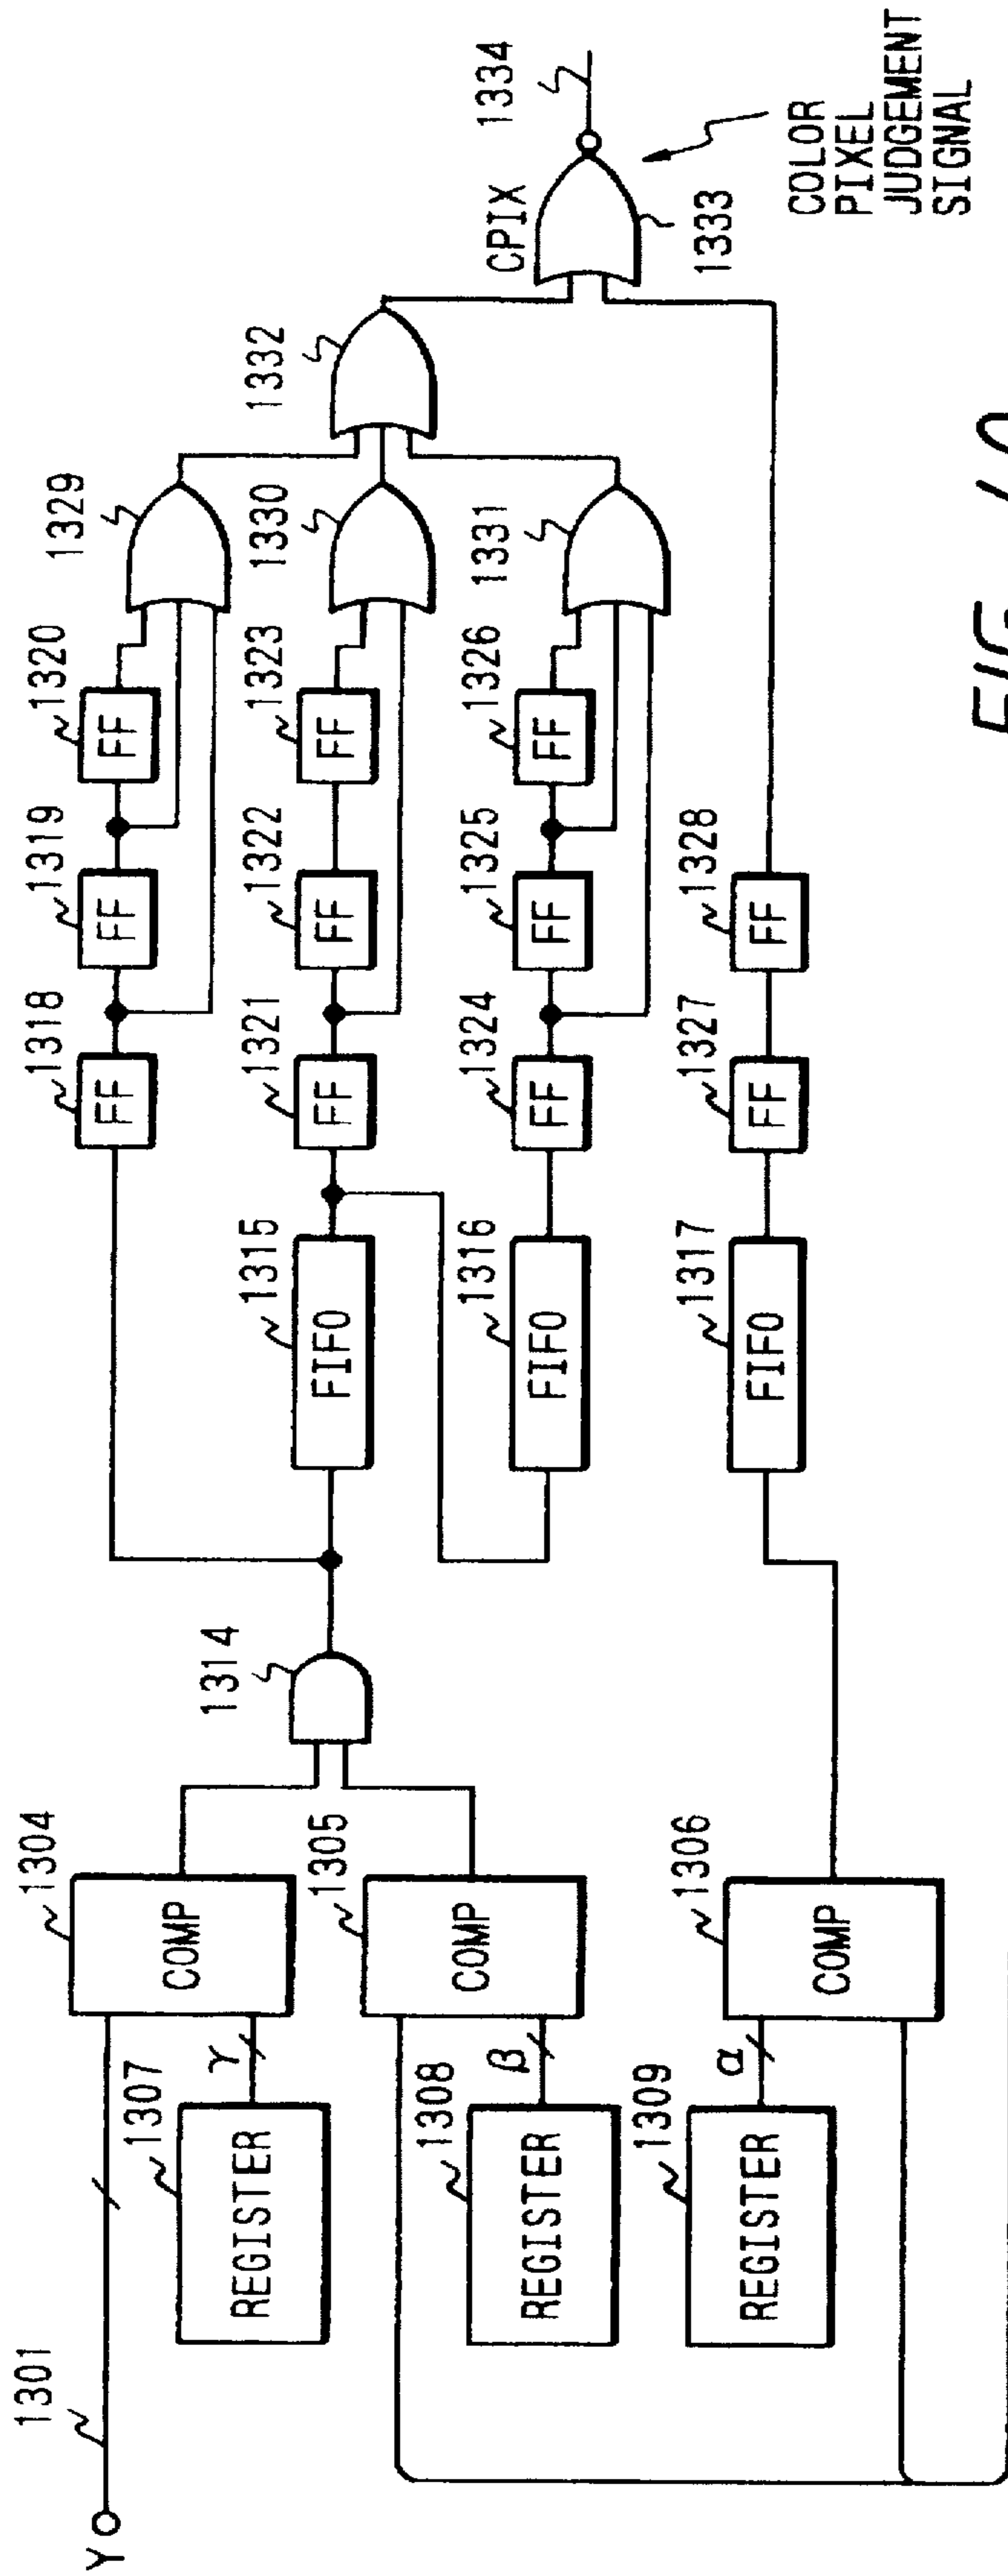 Y
1301
1307
REGISTER
γ
1304
COMP
1308
REGISTER
β
1305
COMP
1309
REGISTER
α
1306
COMP
1314
1315
FIFO
1316
FIFO
1317
FIFO
1318
FF
1319
FF
1320
FF
1321
FF
1322
FF
1323
FF
1324
FF
1325
FF
1326
FF
1327
FF
1328
FF
1329
1330
1331
1332
CPIX
1333
1334
COLOR
PIXEL
JUDGEMENT
SIGNAL
FIG.